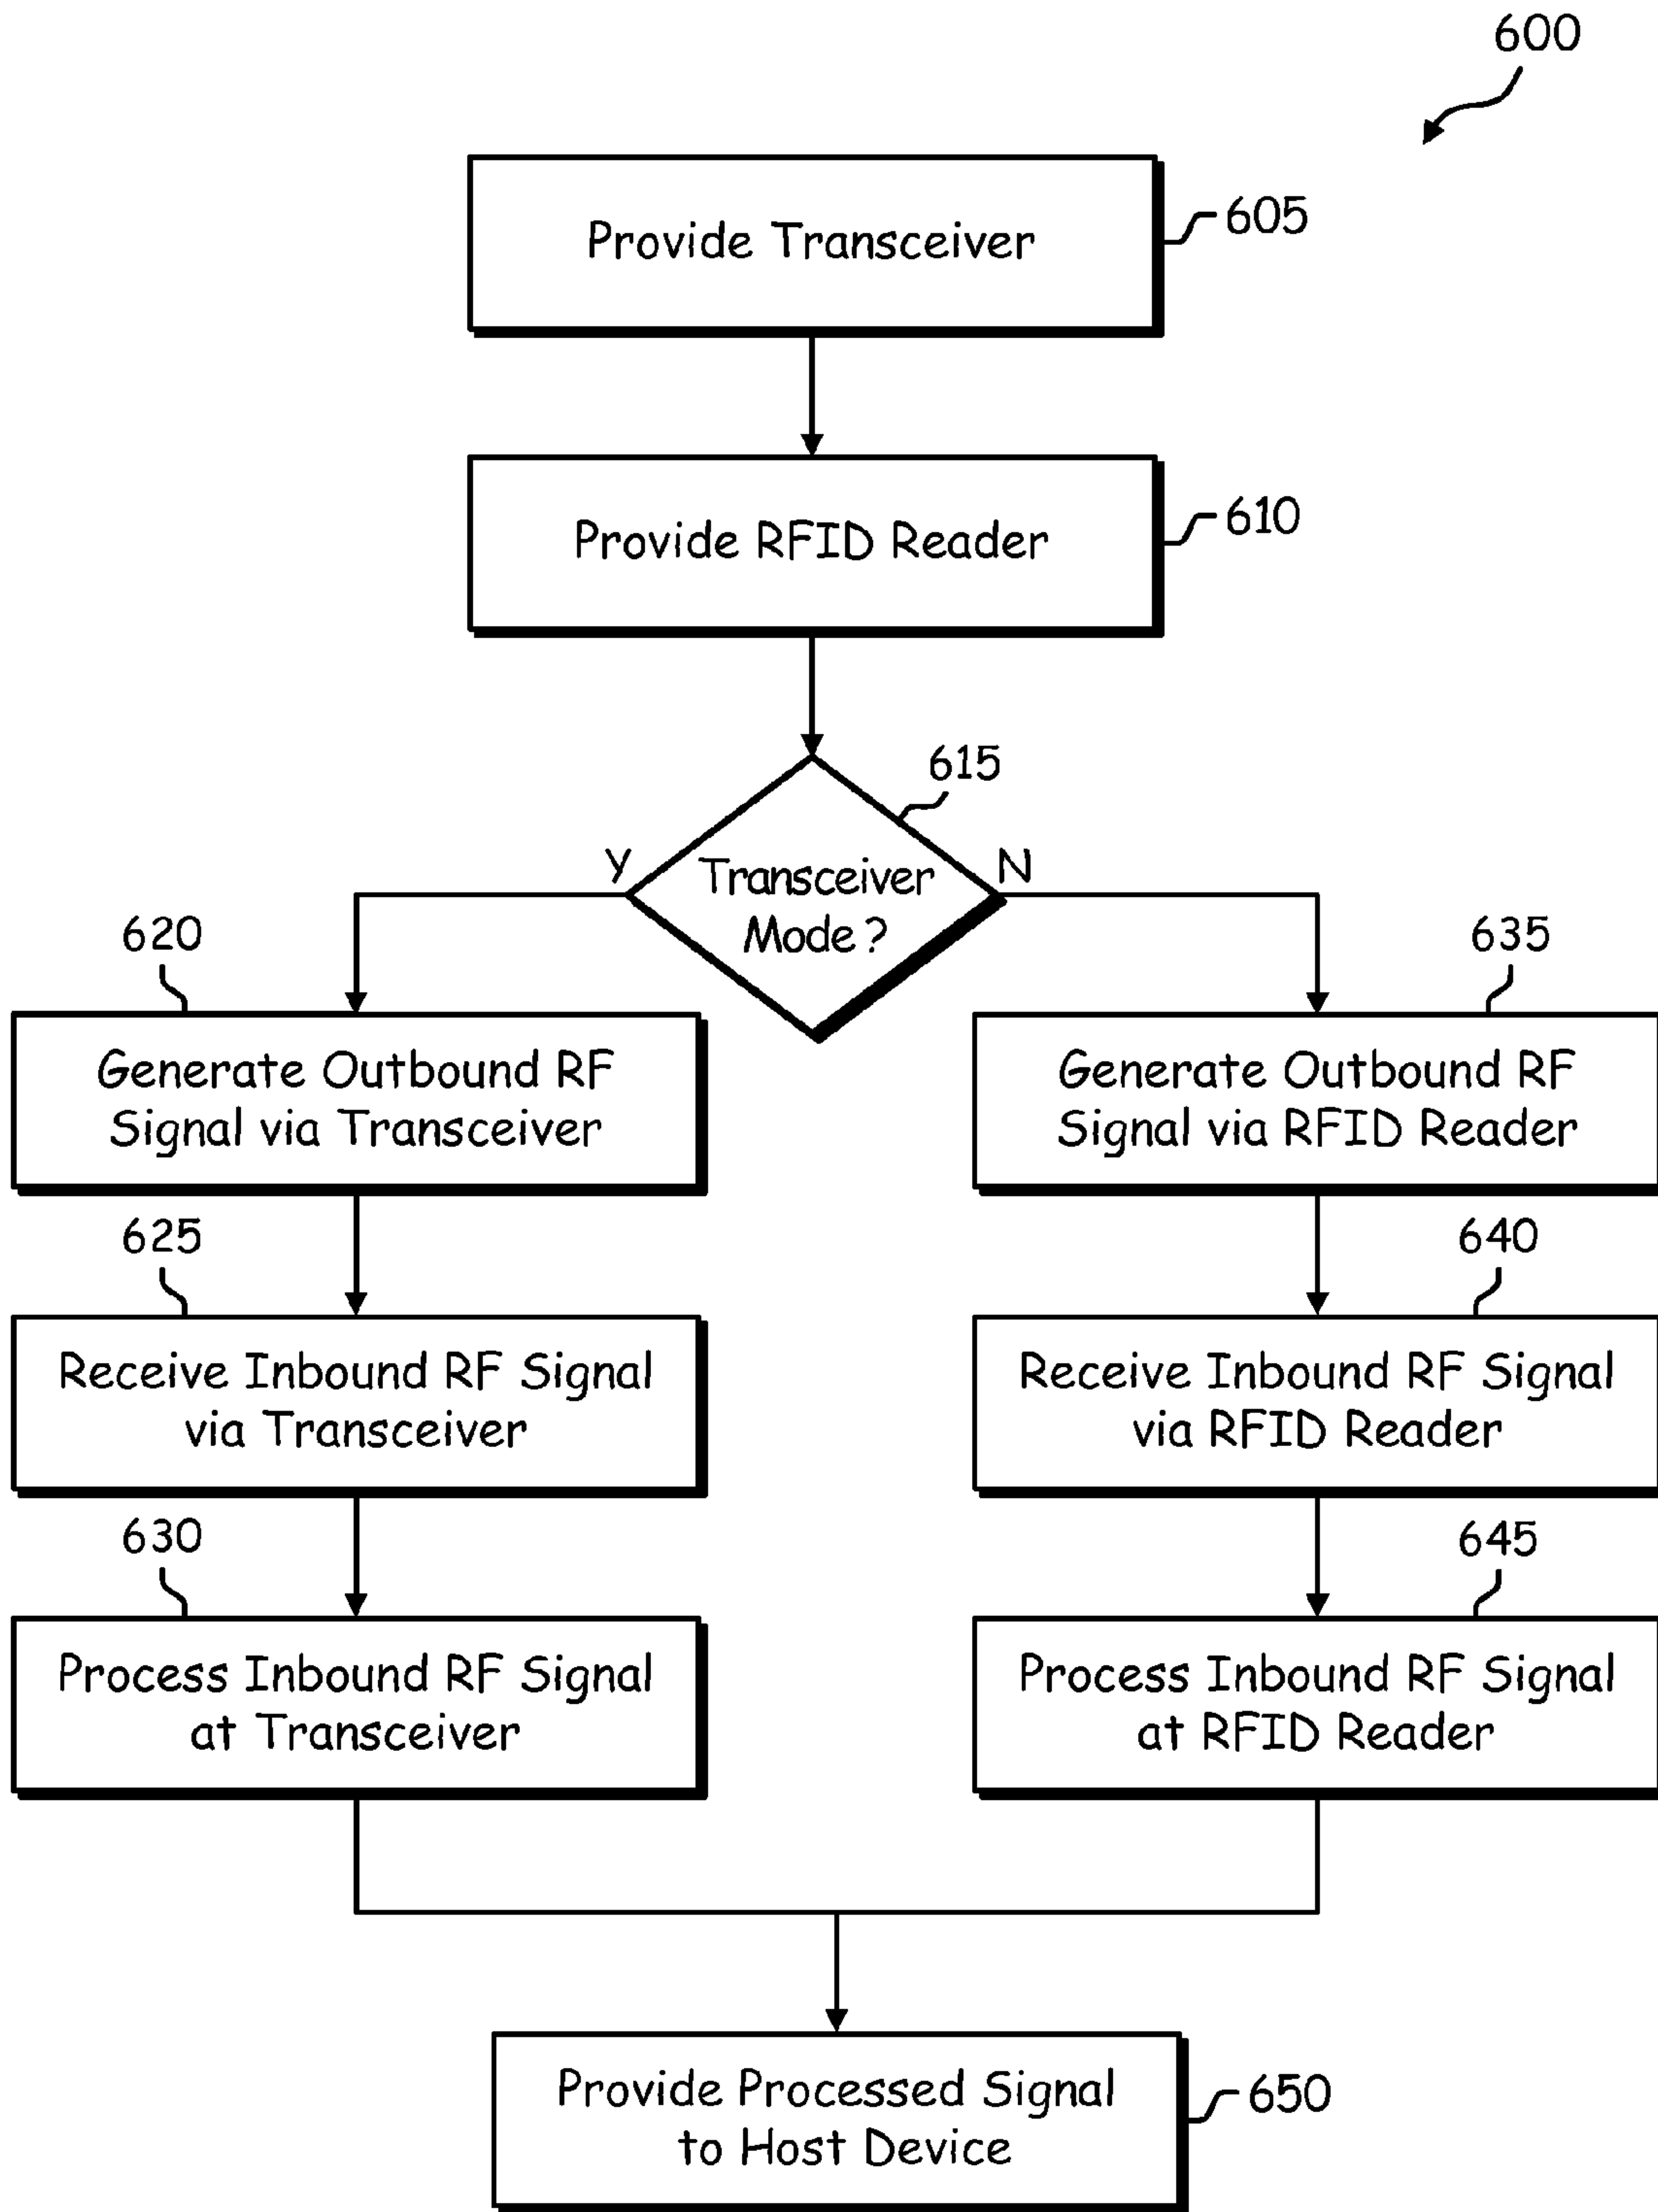 600
Provide Transceiver
605
Provide RFID Reader
610
615
Y
Transceiver
Mode?
N
620
Generate Outbound RF
Signal via Transceiver
635
Generate Outbound RF
Signal via RFID Reader
625
Receive Inbound RF Signal
via Transceiver
640
Receive Inbound RF Signal
via RFID Reader
630
Process Inbound RF Signal
at Transceiver
645
Process Inbound RF Signal
at RFID Reader
Provide Processed Signal
to Host Device
650